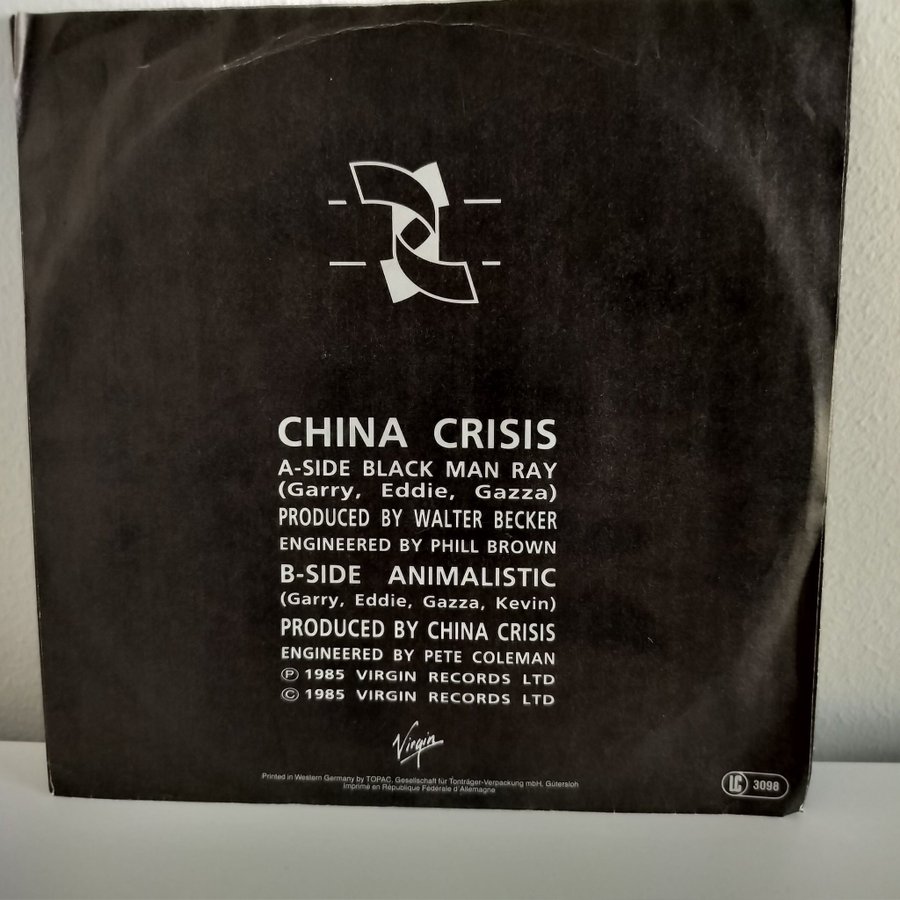 CHINA CRISIS
A-SIDE BLACK MAN RAY
(Garry, Eddie, Gazza)
PRODUCED BY WALTER BECKER
ENGINEERED BY PHILL BROWN
B-SIDE ANIMALISTIC
(Garry, Eddie, Gazza, Kevin)
PRODUCED BY CHINA CRISIS
ENGINEERED BY PETE COLEMAN
Ⓟ 1985 VIRGIN RECORDS LTD
© 1985 VIRGIN RECORDS LTD
Virgin
Printed in Western Germany by TOPAC, Gesellschaft für Tonträger-Verpackung mbH, Gütersloh
Imprimé en République Fédérale d'Allemagne
LC 3098